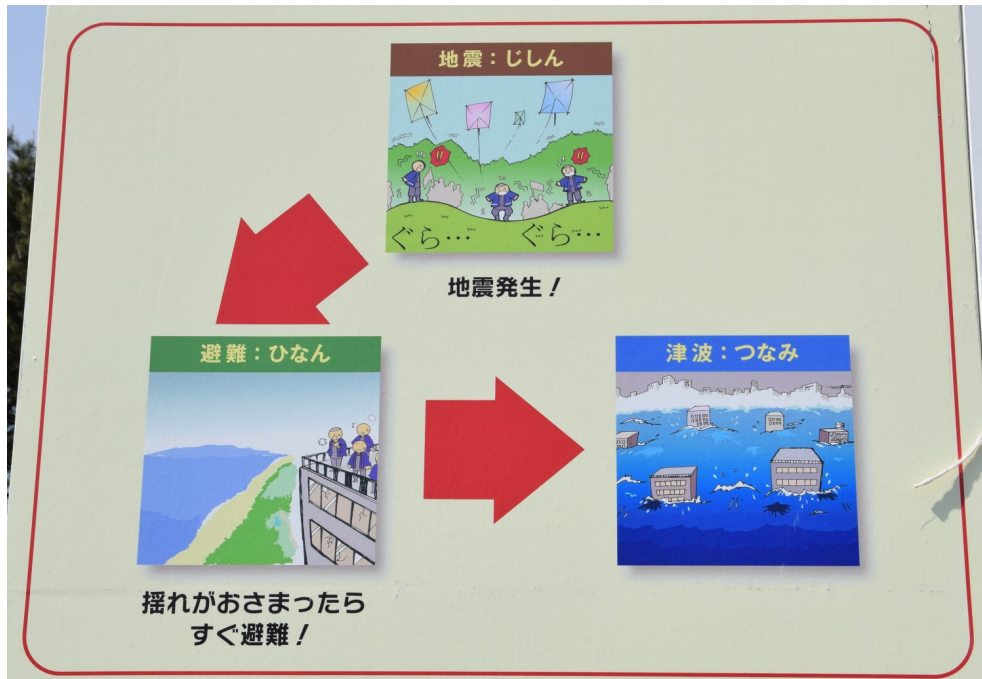 地震：じしん
ぐら… ぐら…
地震発生！
避難：ひなん
揺れがおさまったら
すぐ避難！
津波：つなみ